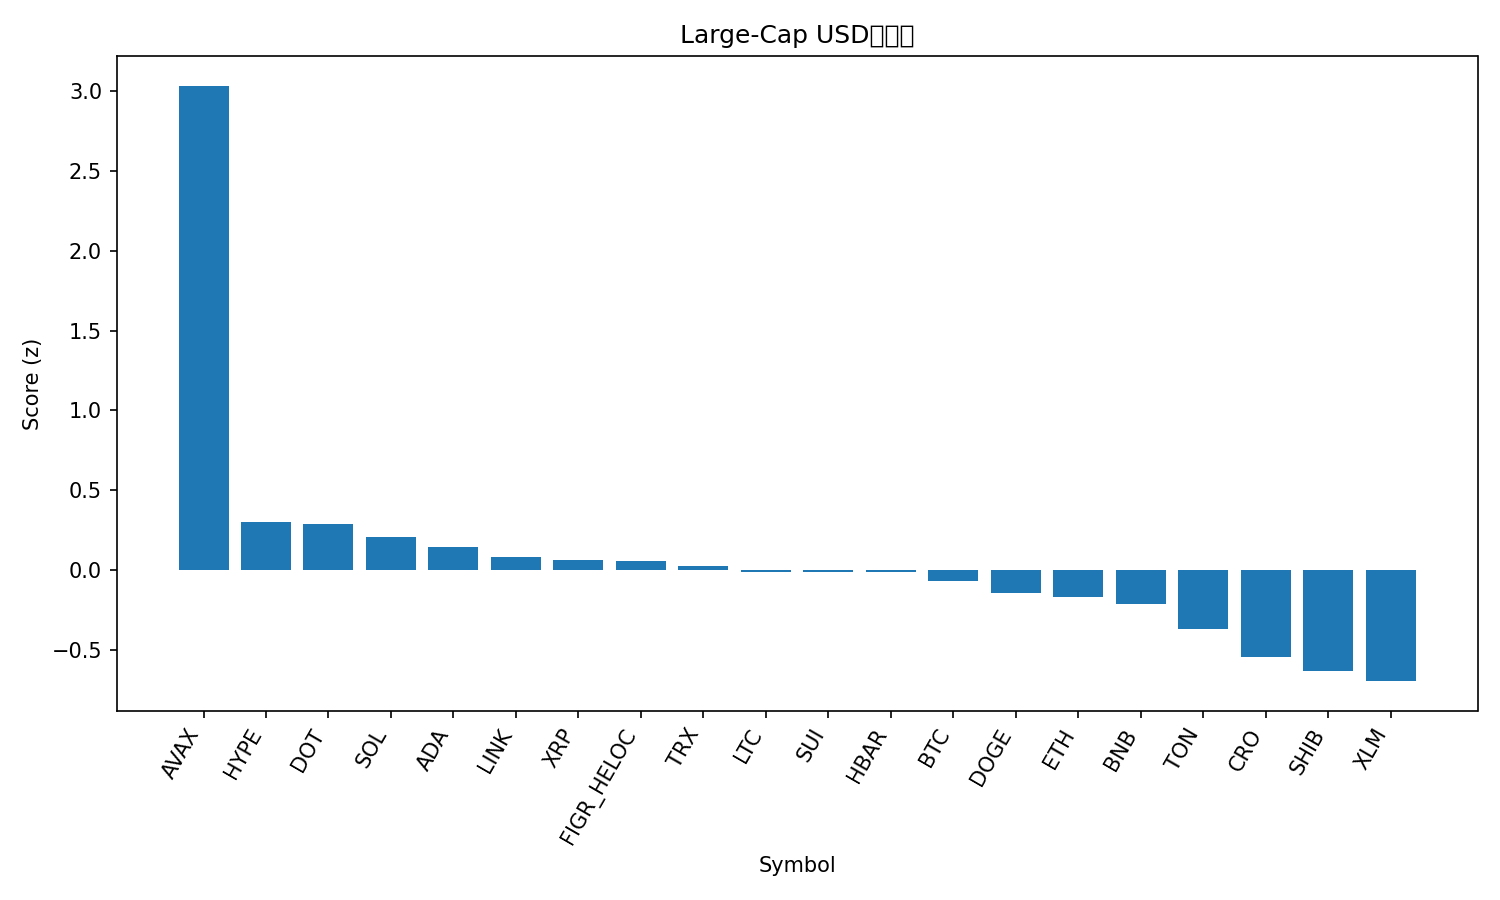 Large-Cap USD
Score (z)
3.0
2.5
2.0
1.5
1.0
0.5
0.0
−0.5
AVAX
HYPE
DOT
SOL
ADA
LINK
XRP
FIGR_HELOC
TRX
LTC
SUI
HBAR
BTC
DOGE
ETH
BNB
TON
CRO
SHIB
XLM
Symbol